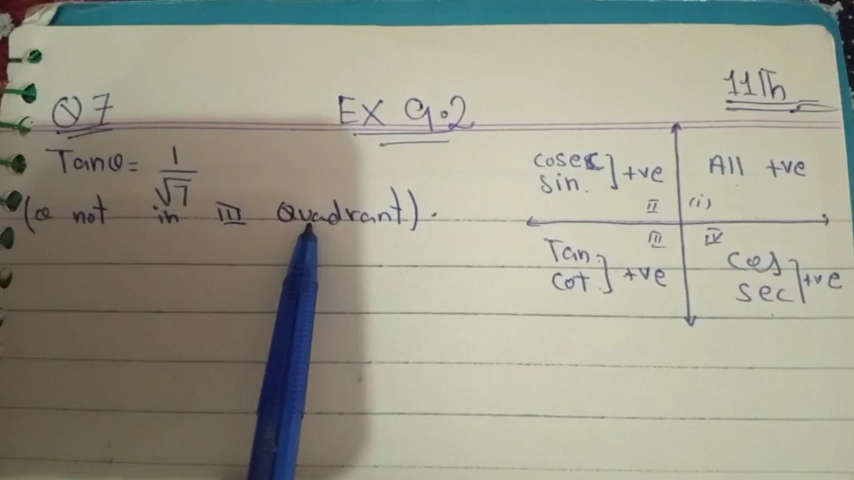 Q7 EX 9.2 11Th
Tanθ = 1/√7
(θ not in III Quadrant).
cosec sin. ] +ve
II
All +ve
(i)
Tan cot. ] +ve
III
IV
cos sec ] +ve